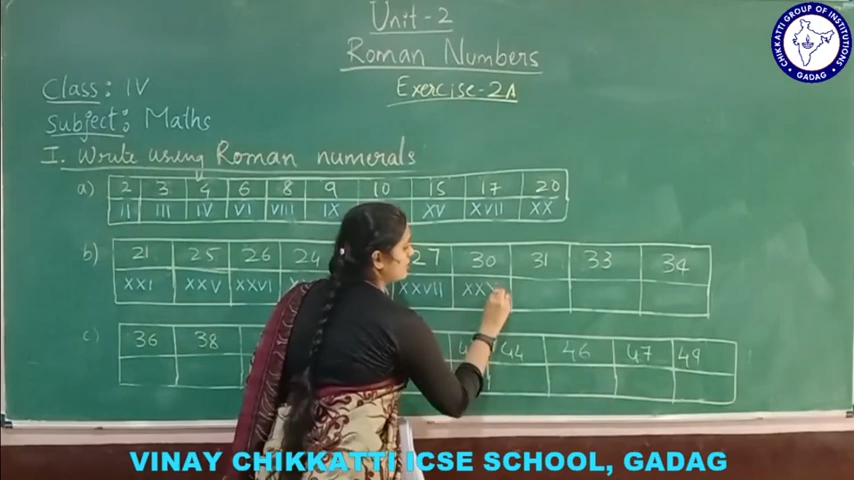 Unit-2
Roman Numbers
Exercise-2A
CHIKKATTI GROUP OF INSTITUTIONS
GADAG
Class: IV
Subject: Maths
I. Write using Roman numerals
a) 2 3 4 6 8 9 10 15 17 20
II III IV VI VIII IX XV XVII XX
b) 21 25 26 24 27 30 31 33 34
XXI XXV XXVI XXVII XX
c) 36 38 44 46 47 49
VINAY CHIKKATTI ICSE SCHOOL, GADAG